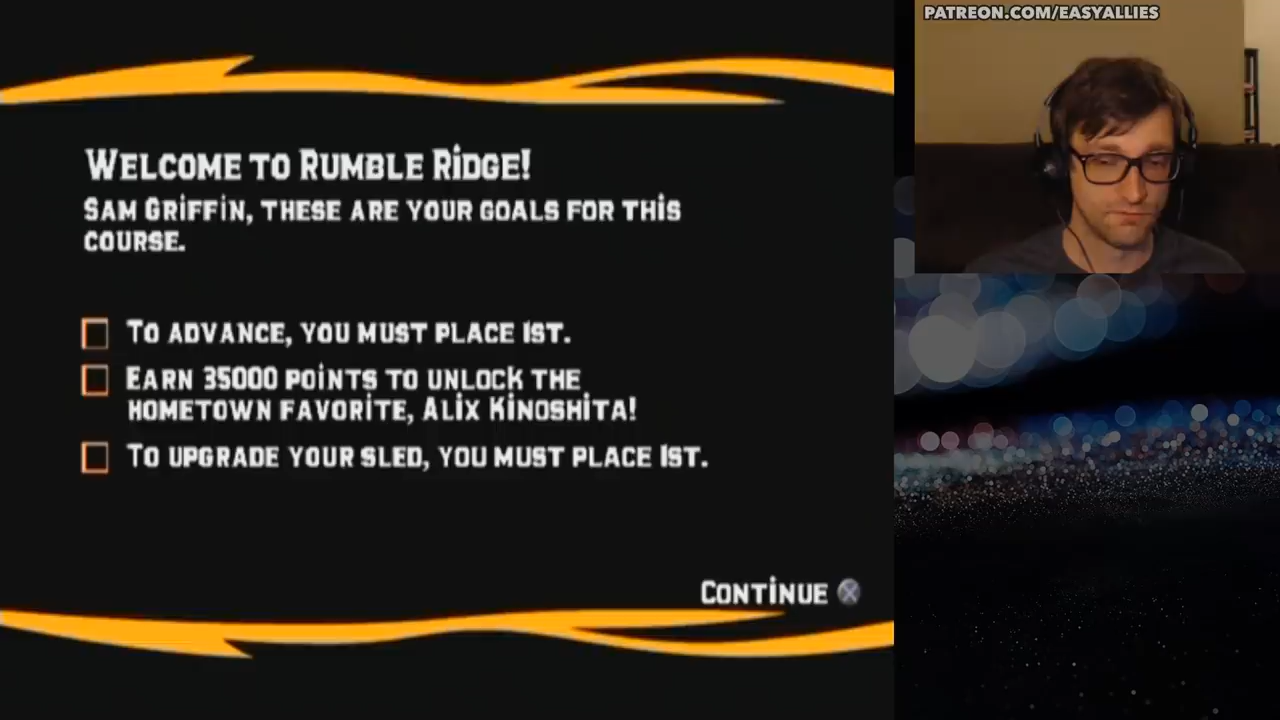 PATREON.COM/EASYALLIES
WELCOME TO RUMBLE RIDGE!
SAM GRIFFIN, THESE ARE YOUR GOALS FOR THIS
COURSE.
TO ADVANCE, YOU MUST PLACE 1ST.
EARN 35000 POINTS TO UNLOCK THE
HOMETOWN FAVORITE, ALIX KINOSHITA!
TO UPGRADE YOUR SLED, YOU MUST PLACE 1ST.
CONTINUE